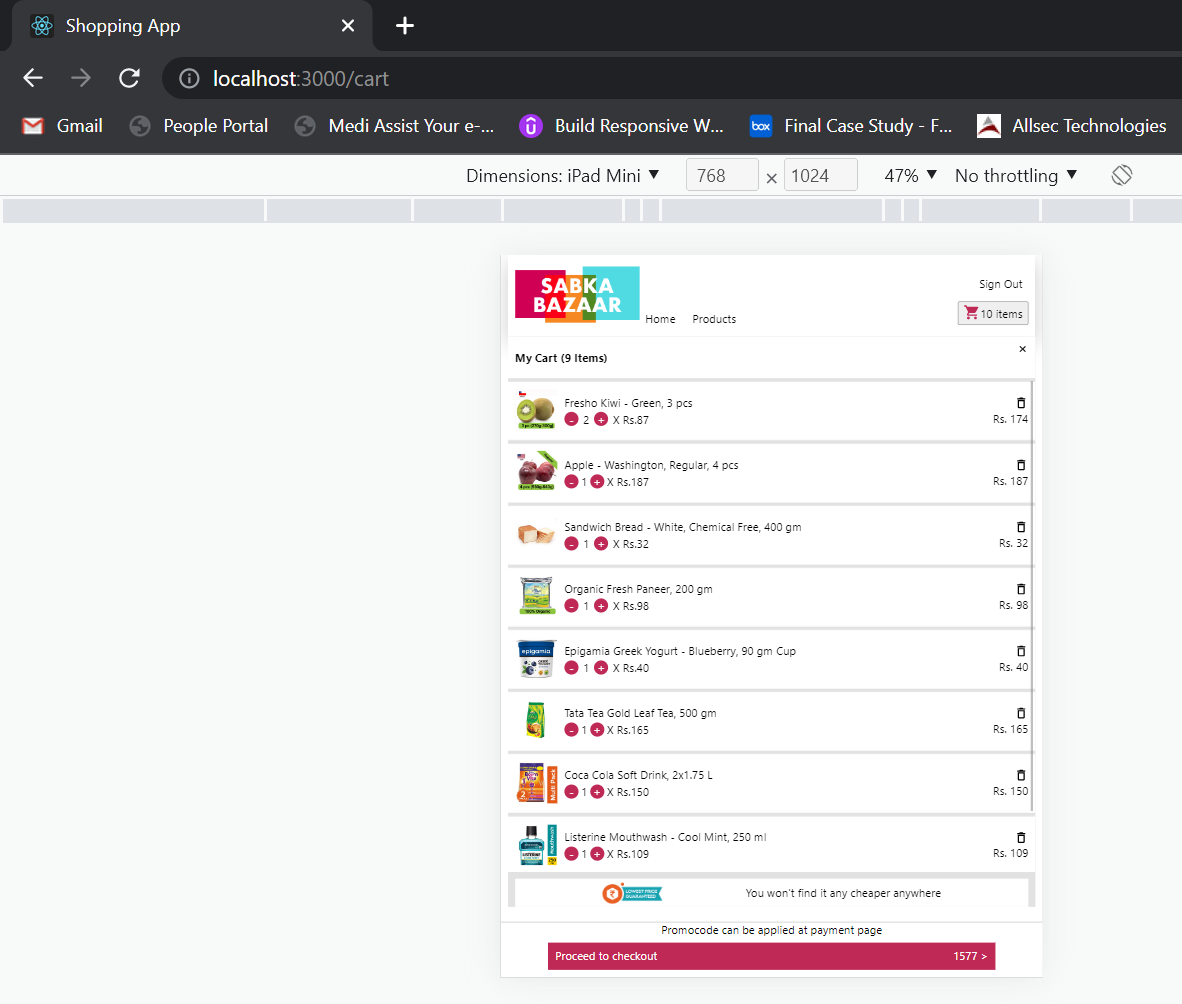 Shopping App
localhost:3000/cart
Gmail People Portal Medi Assist Your e-... Build Responsive W... box Final Case Study - F... Allsec Technologies
Dimensions: iPad Mini 768 × 1024 47% No throttling
SABKA
BAZAAR
Sign Out
Home Products
10 items
My Cart (9 Items)
Fresho Kiwi - Green, 3 pcs
- 2 + X Rs.87 Rs. 174
Apple - Washington, Regular, 4 pcs
- 1 + X Rs.187 Rs. 187
Sandwich Bread - White, Chemical Free, 400 gm
- 1 + X Rs.32 Rs. 32
Organic Fresh Paneer, 200 gm
- 1 + X Rs.98 Rs. 98
100% Organic
epigamia
Epigamia Greek Yogurt - Blueberry, 90 gm Cup
- 1 + X Rs.40 Rs. 40
Tata Tea Gold Leaf Tea, 500 gm
- 1 + X Rs.165 Rs. 165
Multi Pack
Coca Cola Soft Drink, 2x1.75 L
- 1 + X Rs.150 Rs. 150
LISTERINE
Listerine Mouthwash - Cool Mint, 250 ml
- 1 + X Rs.109 Rs. 109
LOWEST PRICE
GUARANTEED
You won't find it any cheaper anywhere
Promocode can be applied at payment page
Proceed to checkout 1577 >